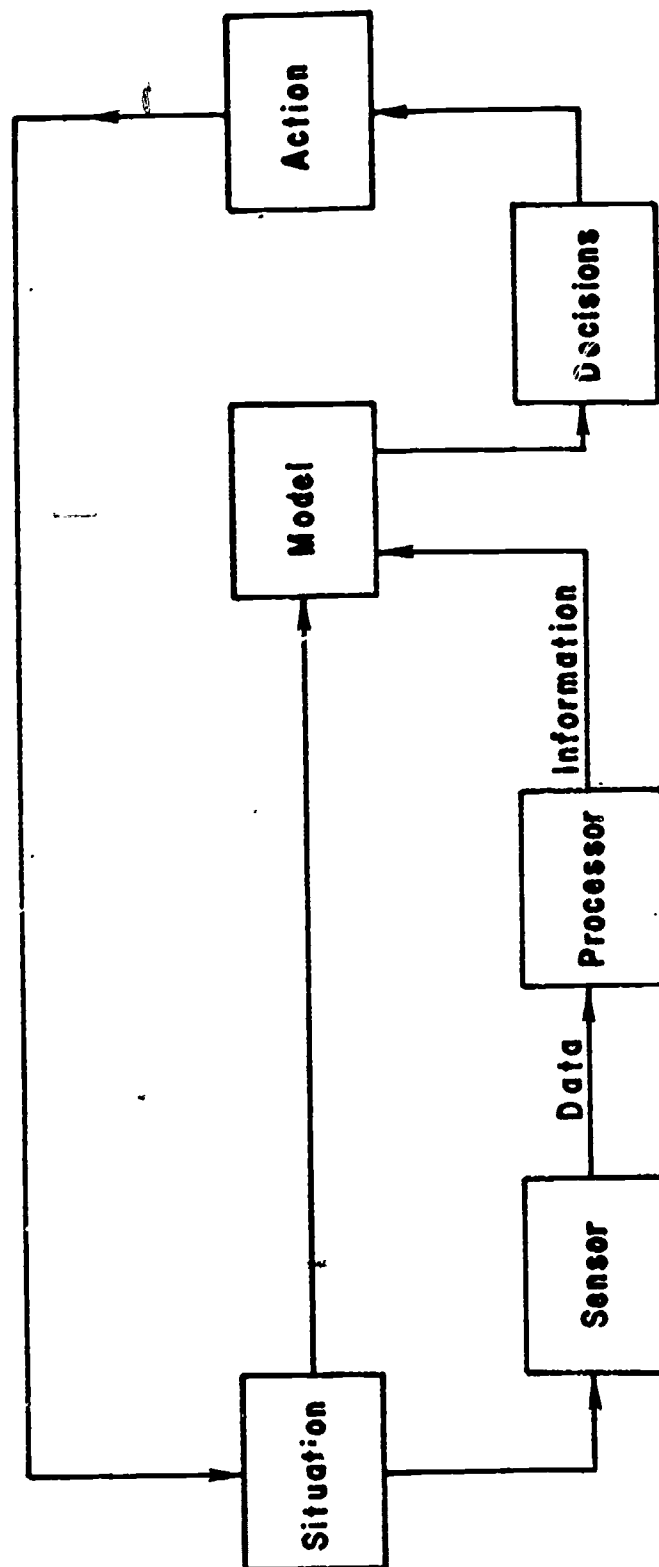 Situation
Model
Action
Sensor
Data
Processor
Information
Decisions